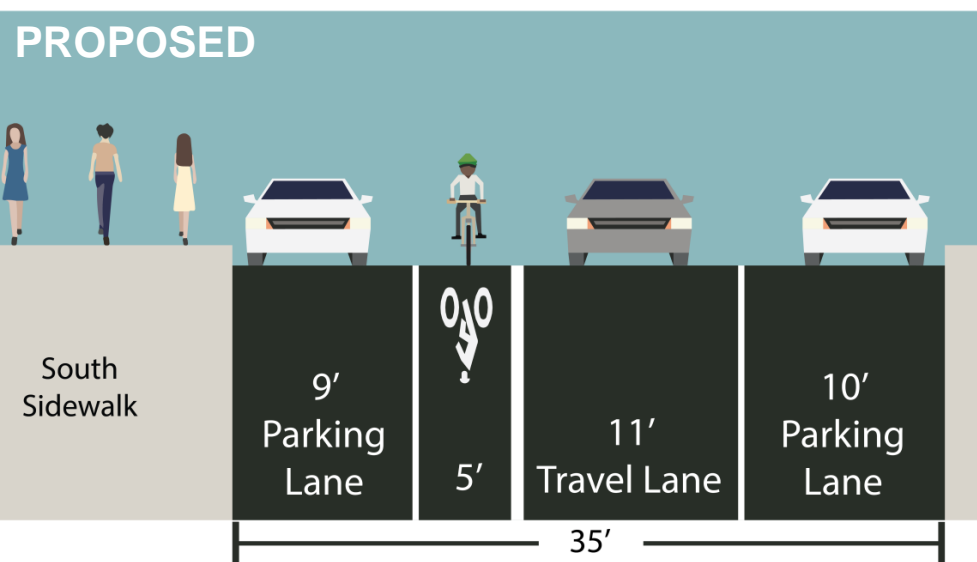 PROPOSED
South
Sidewalk
9’
Parking
Lane
5’
11’
Travel Lane
10’
Parking
Lane
35’